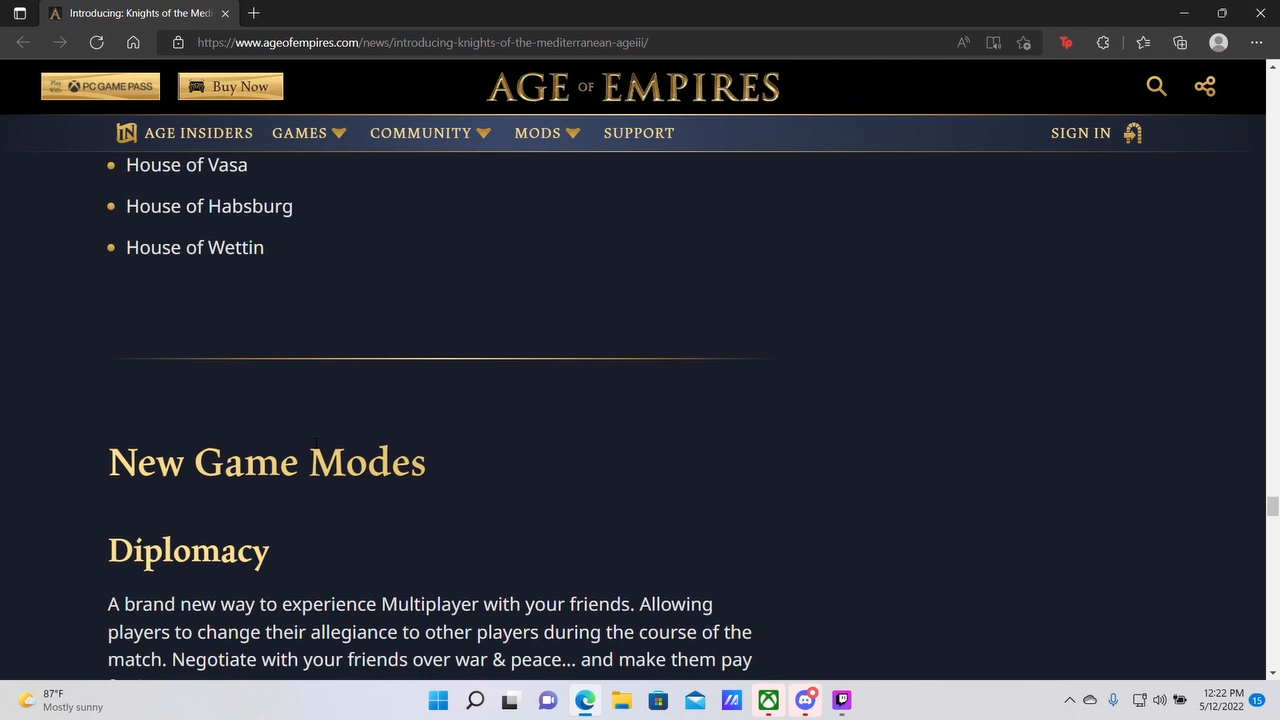 Introducing: Knights of the Medi
https://www.ageofempires.com/news/introducing-knights-of-the-mediterranean-ageiii/
Play with PC GAME PASS
Buy Now
AGE OF EMPIRES
AGE INSIDERS
GAMES
COMMUNITY
MODS
SUPPORT
SIGN IN
House of Vasa
House of Habsburg
House of Wettin
New Game Modes
Diplomacy
A brand new way to experience Multiplayer with your friends. Allowing
players to change their allegiance to other players during the course of the
match. Negotiate with your friends over war & peace... and make them pay
87°F
Mostly sunny
12:22 PM
5/12/2022
15